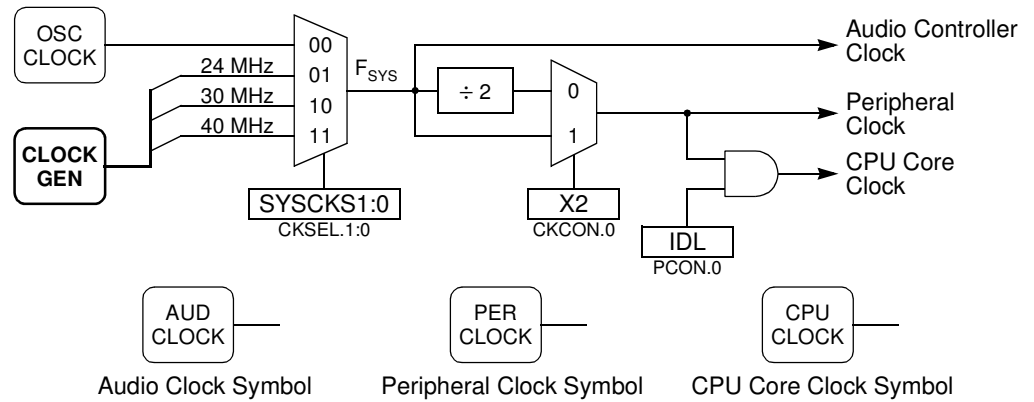 OSC
CLOCK
24 MHz
30 MHz
40 MHz
CLOCK
GEN
00
01
10
11
SYSCKS1:0
CKSEL.1:0
FSYS
÷ 2
0
1
X2
CKCON.0
IDL
PCON.0
Audio Controller
Clock
Peripheral
Clock
CPU Core
Clock
AUD
CLOCK
Audio Clock Symbol
PER
CLOCK
Peripheral Clock Symbol
CPU
CLOCK
CPU Core Clock Symbol